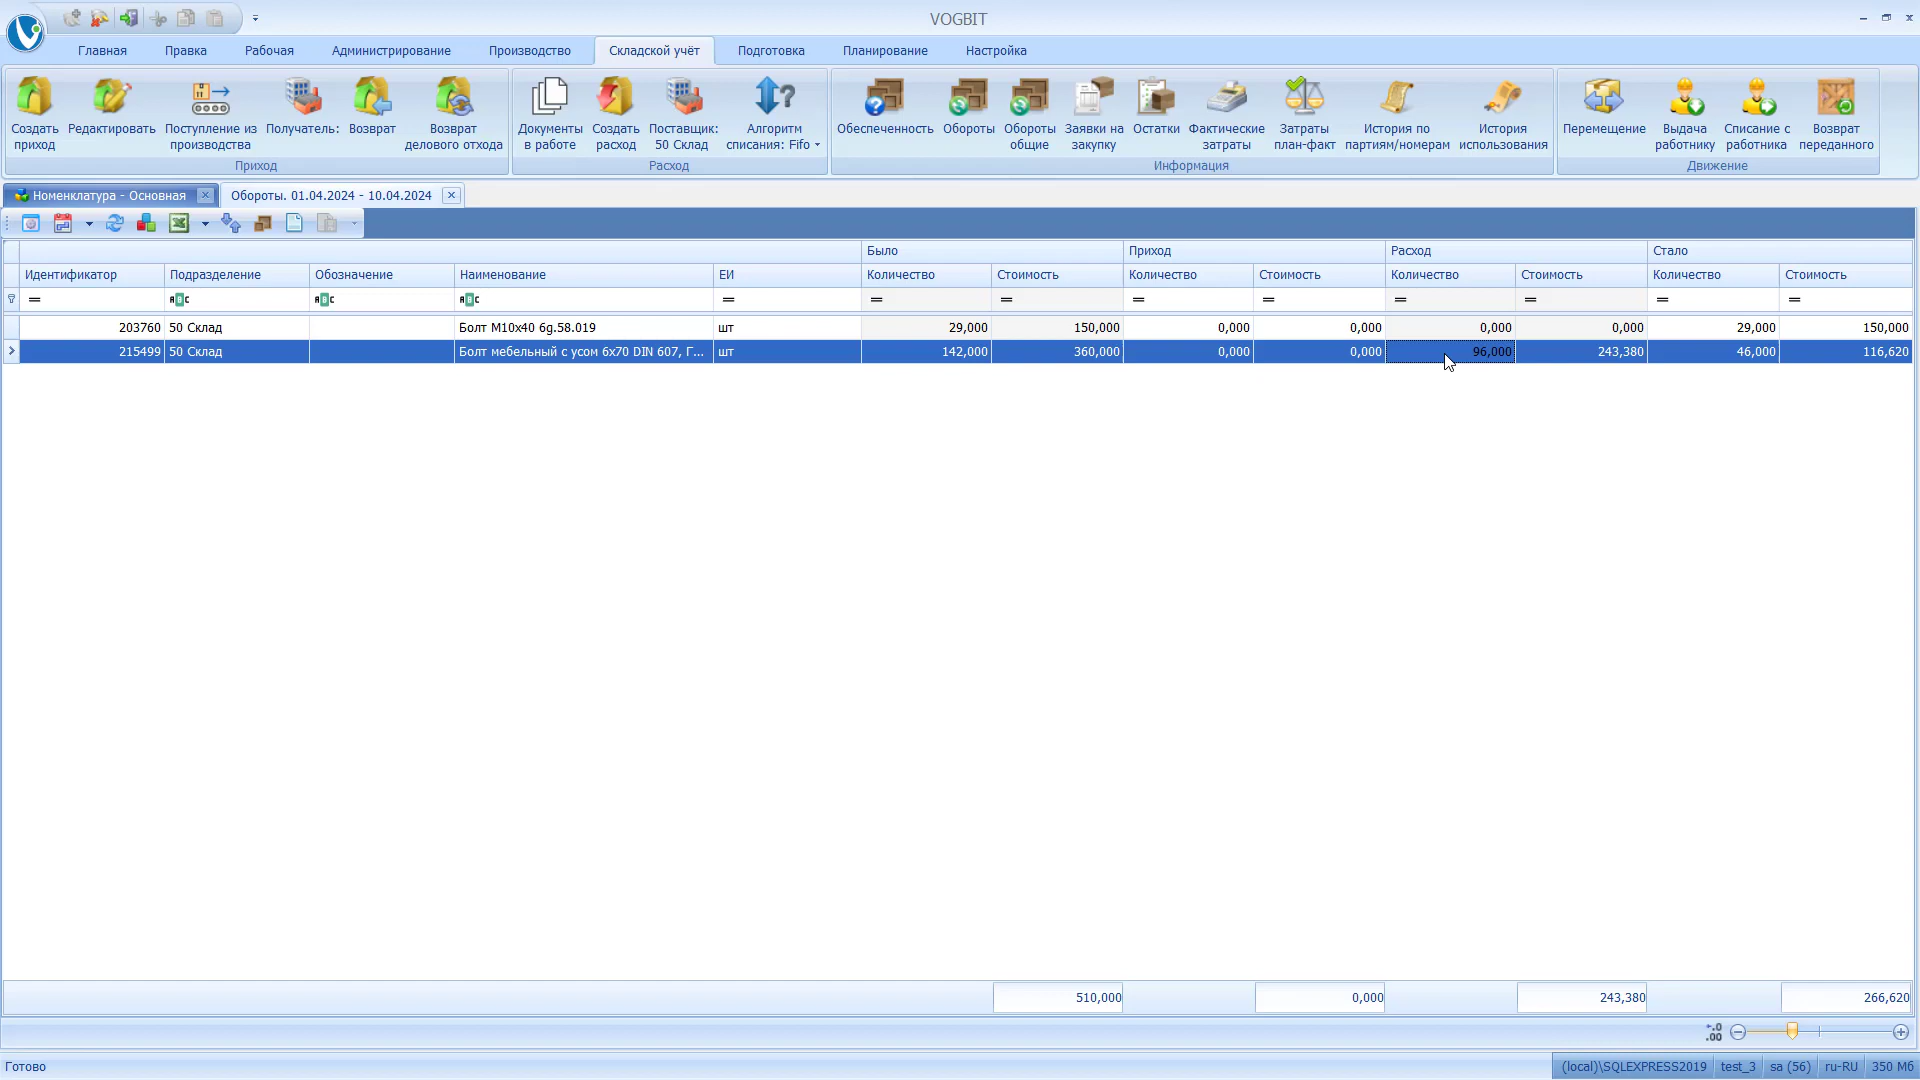 VOGBIT
Главная Правка Рабочая Администрирование Производство Складской учёт Подготовка Планирование Настройка
Создать приход
Редактировать
Поступление из производства
Получатель:
Возврат
Возврат делового отхода
Приход
Документы в работе
Создать расход
Поставщик: 50 Склад
Алгоритм списания: Fifo
Расход
Обеспеченность
Обороты
Обороты общие
Заявки на закупку
Остатки
Фактические затраты
Затраты план-факт
История по партиям/номерам
История использования
Информация
Перемещение
Выдача работнику
Списание с работника
Возврат переданного
Движение
Номенклатура - Основная
Обороты. 01.04.2024 - 10.04.2024
Было Приход Расход Стало
Идентификатор Подразделение Обозначение Наименование ЕИ Количество Стоимость Количество Стоимость Количество Стоимость Количество Стоимость
= ABC ABC ABC = = = = = = = = =
203760 50 Склад Болт М10х40 6g.58.019 шт 29,000 150,000 0,000 0,000 0,000 0,000 29,000 150,000
215499 50 Склад Болт мебельный с усом 6х70 DIN 607, Г... шт 142,000 360,000 0,000 0,000 96,000 243,380 46,000 116,620
510,000 0,000 243,380 266,620
Готово (local)\SQLEXPRESS2019 test_3 sa (56) ru-RU 350 Мб